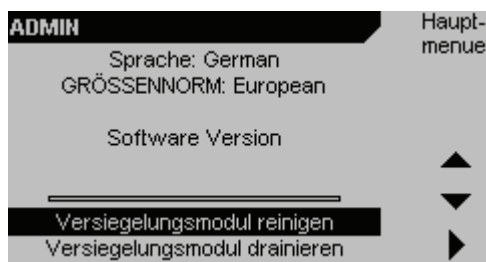 ADMIN
Haupt-
menue
Sprache: German
GRÖSSENNORM: European
Software Version
Versiegelungsmodul reinigen
Versiegelungsmodul drainieren